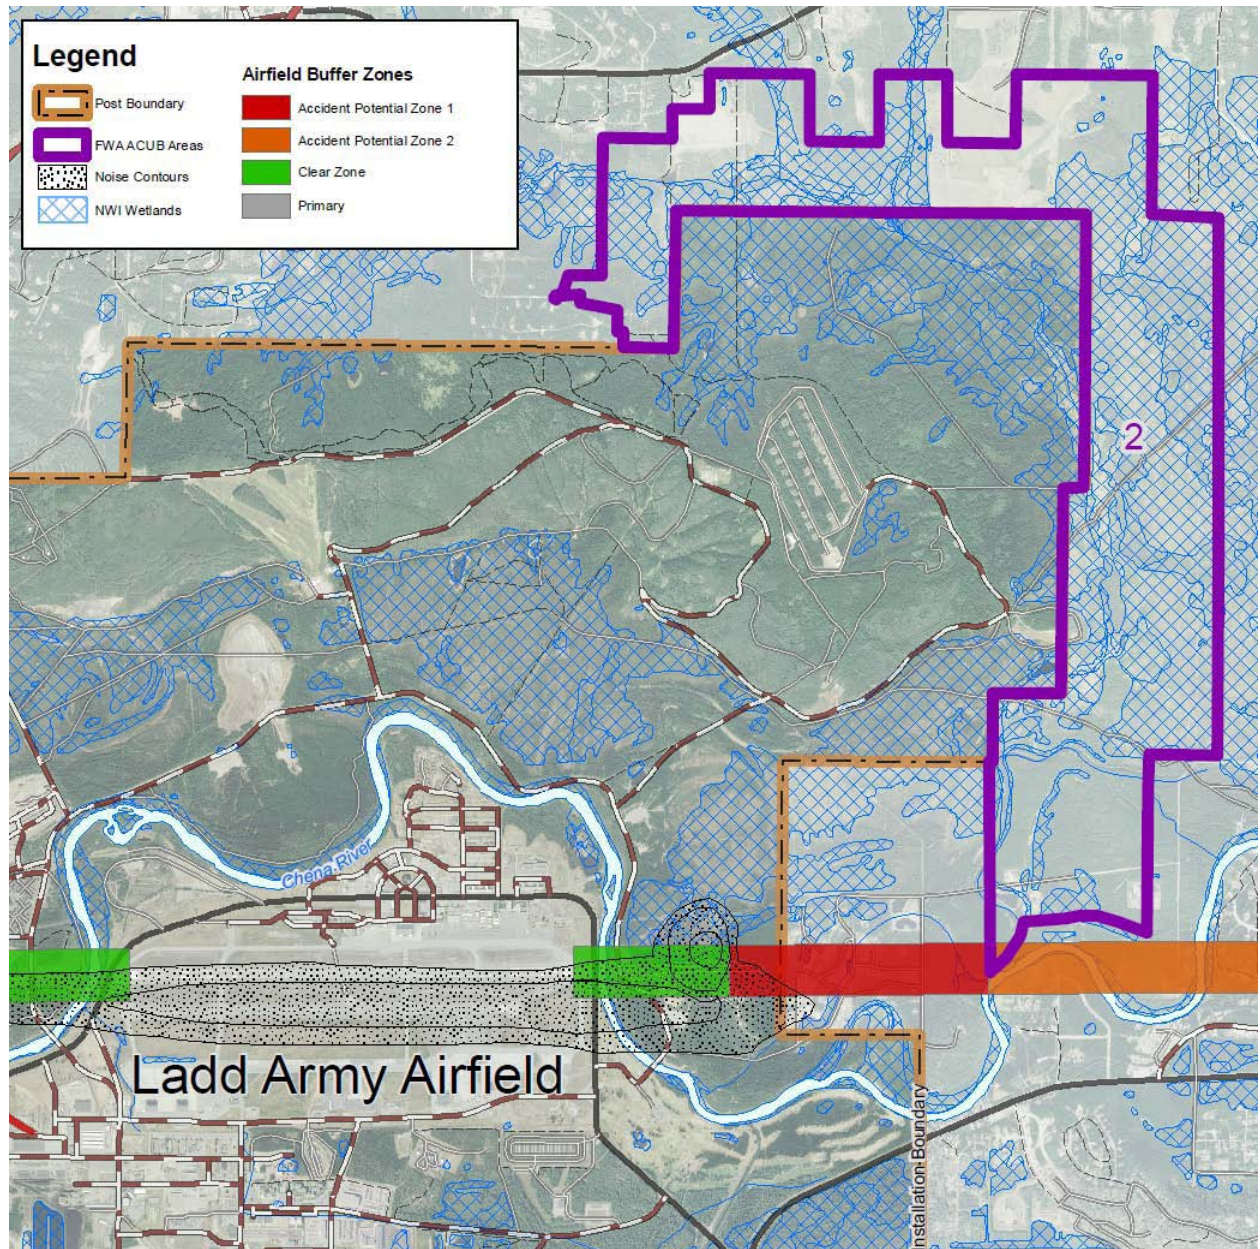 Legend
Post Boundary
FWA ACUB Areas
Noise Contours
NWI Wetlands
Airfield Buffer Zones
Accident Potential Zone 1
Accident Potential Zone 2
Clear Zone
Primary
2
Chena River
Ladd Army Airfield
nstallation Boundary